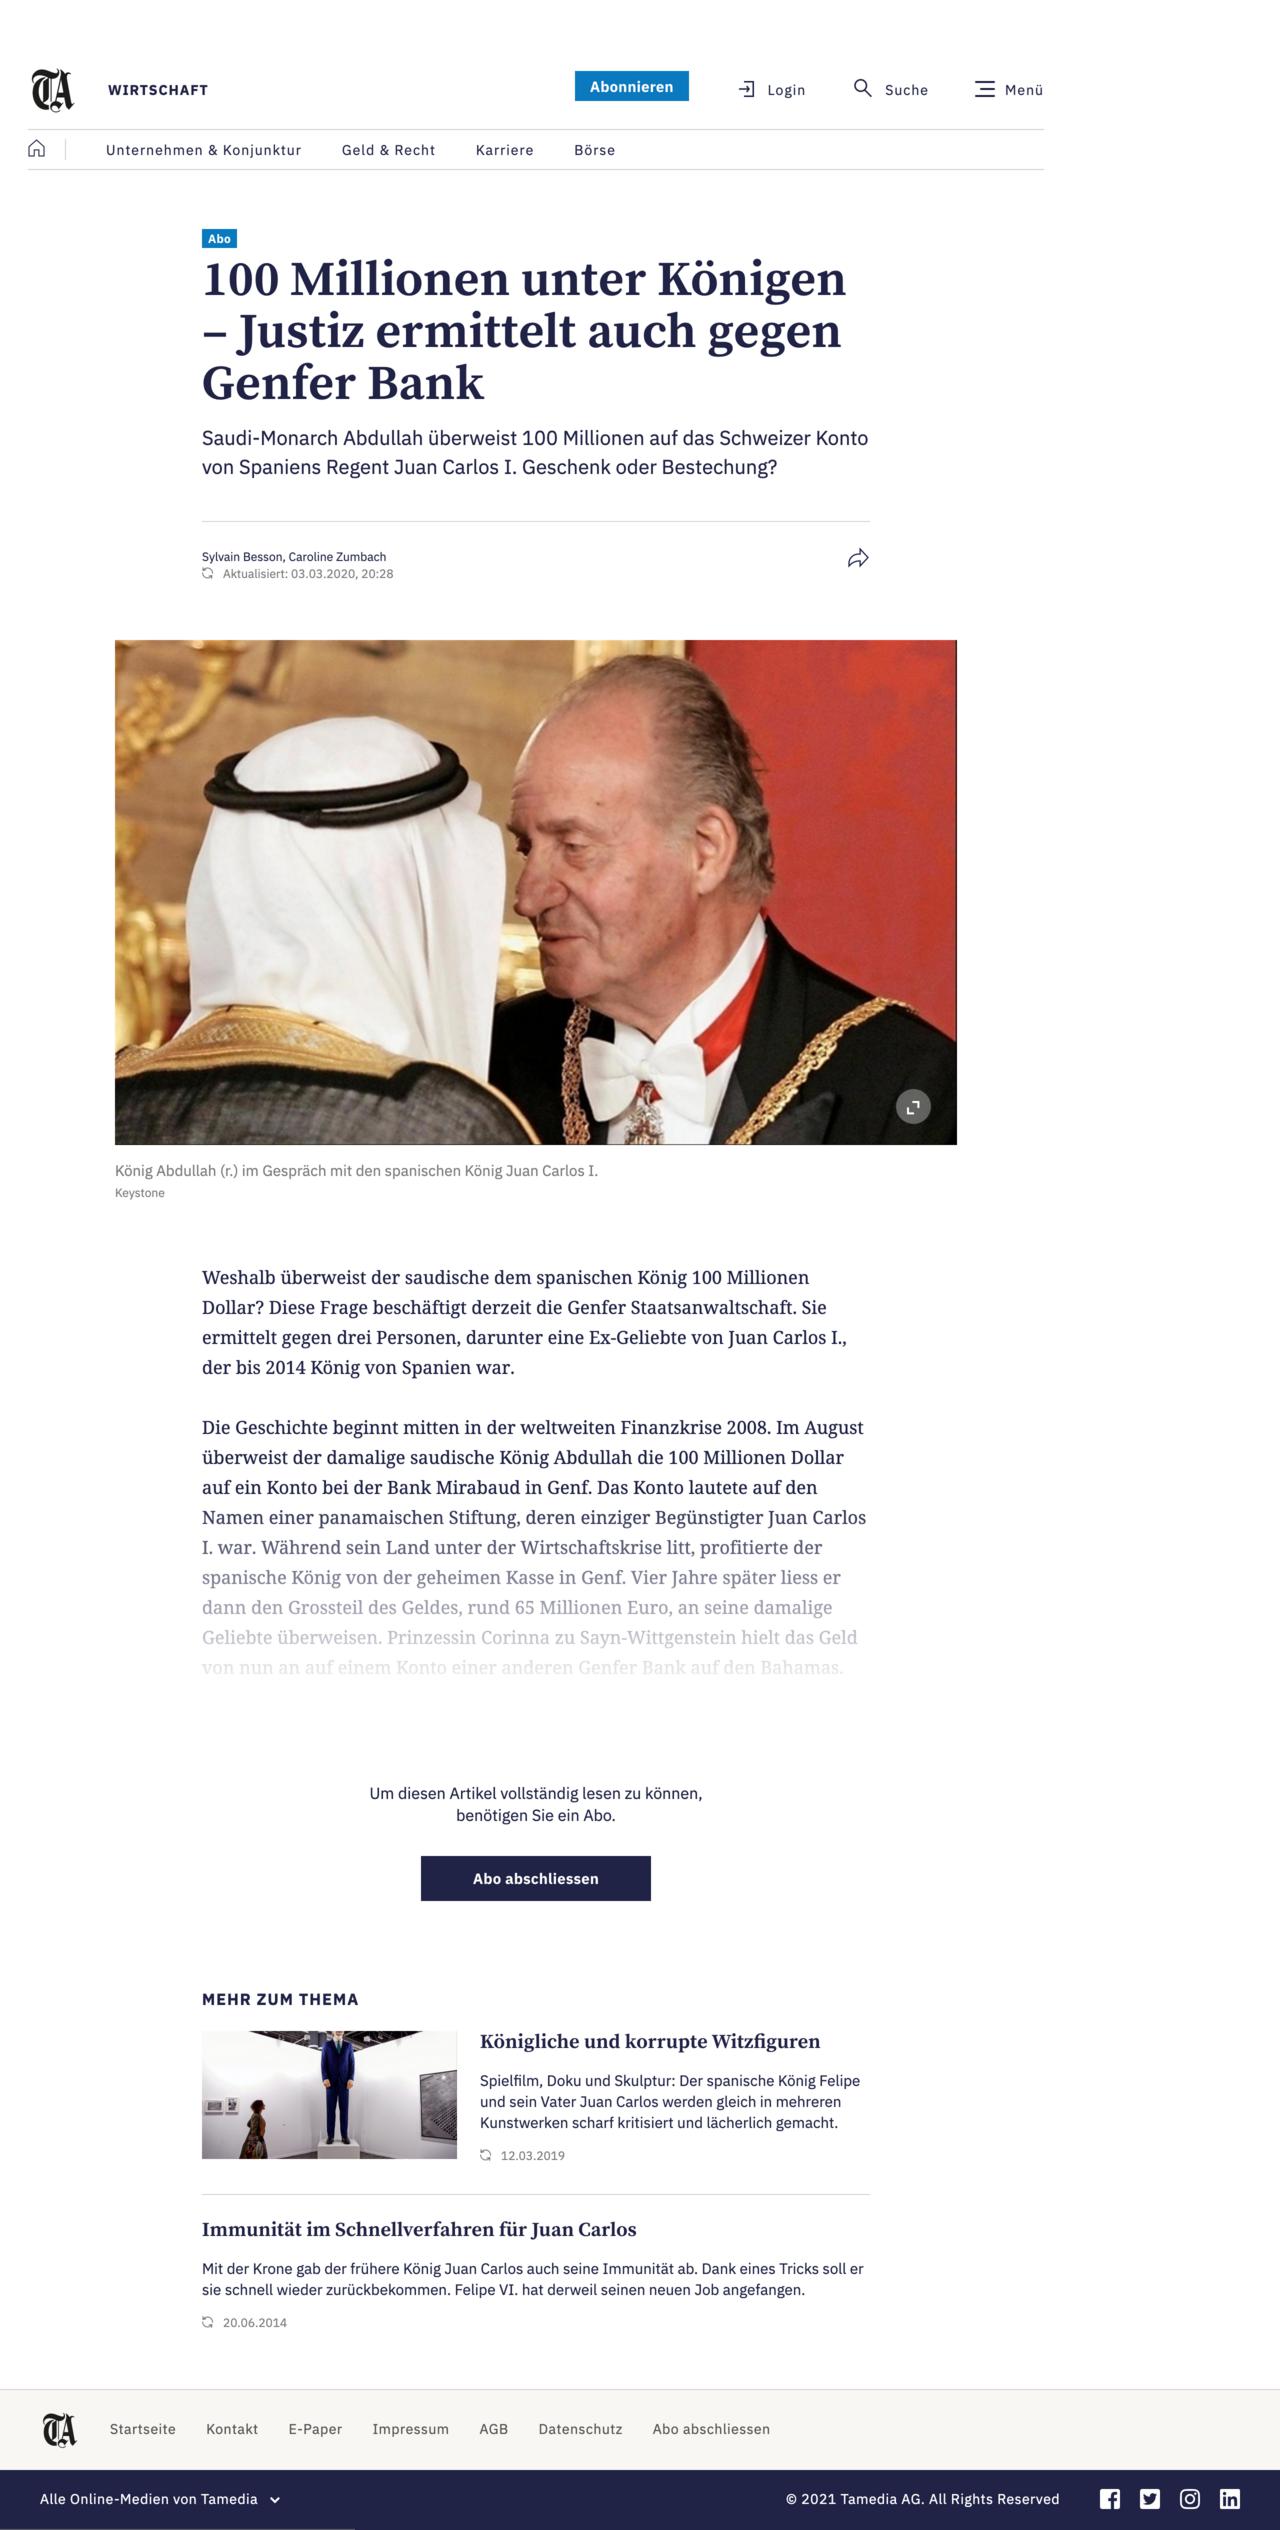 TA
WIRTSCHAFT
Abonnieren
Login
Suche
Menü
Unternehmen & Konjunktur
Geld & Recht
Karriere
Börse
Abo
100 Millionen unter Königen
– Justiz ermittelt auch gegen
Genfer Bank
Saudi-Monarch Abdullah überweist 100 Millionen auf das Schweizer Konto
von Spaniens Regent Juan Carlos I. Geschenk oder Bestechung?
Sylvain Besson, Caroline Zumbach
Aktualisiert: 03.03.2020, 20:28
König Abdullah (r.) im Gespräch mit den spanischen König Juan Carlos I.
Keystone
Weshalb überweist der saudische dem spanischen König 100 Millionen
Dollar? Diese Frage beschäftigt derzeit die Genfer Staatsanwaltschaft. Sie
ermittelt gegen drei Personen, darunter eine Ex-Geliebte von Juan Carlos I.,
der bis 2014 König von Spanien war.
Die Geschichte beginnt mitten in der weltweiten Finanzkrise 2008. Im August
überweist der damalige saudische König Abdullah die 100 Millionen Dollar
auf ein Konto bei der Bank Mirabaud in Genf. Das Konto lautete auf den
Namen einer panamaischen Stiftung, deren einziger Begünstigter Juan Carlos
I. war. Während sein Land unter der Wirtschaftskrise litt, profitierte der
spanische König von der geheimen Kasse in Genf. Vier Jahre später liess er
dann den Grossteil des Geldes, rund 65 Millionen Euro, an seine damalige
Geliebte überweisen. Prinzessin Corinna zu Sayn-Wittgenstein hielt das Geld
von nun an auf einem Konto einer anderen Genfer Bank auf den Bahamas.
Um diesen Artikel vollständig lesen zu können,
benötigen Sie ein Abo.
Abo abschliessen
MEHR ZUM THEMA
Königliche und korrupte Witzfiguren
Spielfilm, Doku und Skulptur: Der spanische König Felipe
und sein Vater Juan Carlos werden gleich in mehreren
Kunstwerken scharf kritisiert und lächerlich gemacht.
12.03.2019
Immunität im Schnellverfahren für Juan Carlos
Mit der Krone gab der frühere König Juan Carlos auch seine Immunität ab. Dank eines Tricks soll er
sie schnell wieder zurückbekommen. Felipe VI. hat derweil seinen neuen Job angefangen.
20.06.2014
TA
Startseite
Kontakt
E-Paper
Impressum
AGB
Datenschutz
Abo abschliessen
Alle Online-Medien von Tamedia
© 2021 Tamedia AG. All Rights Reserved